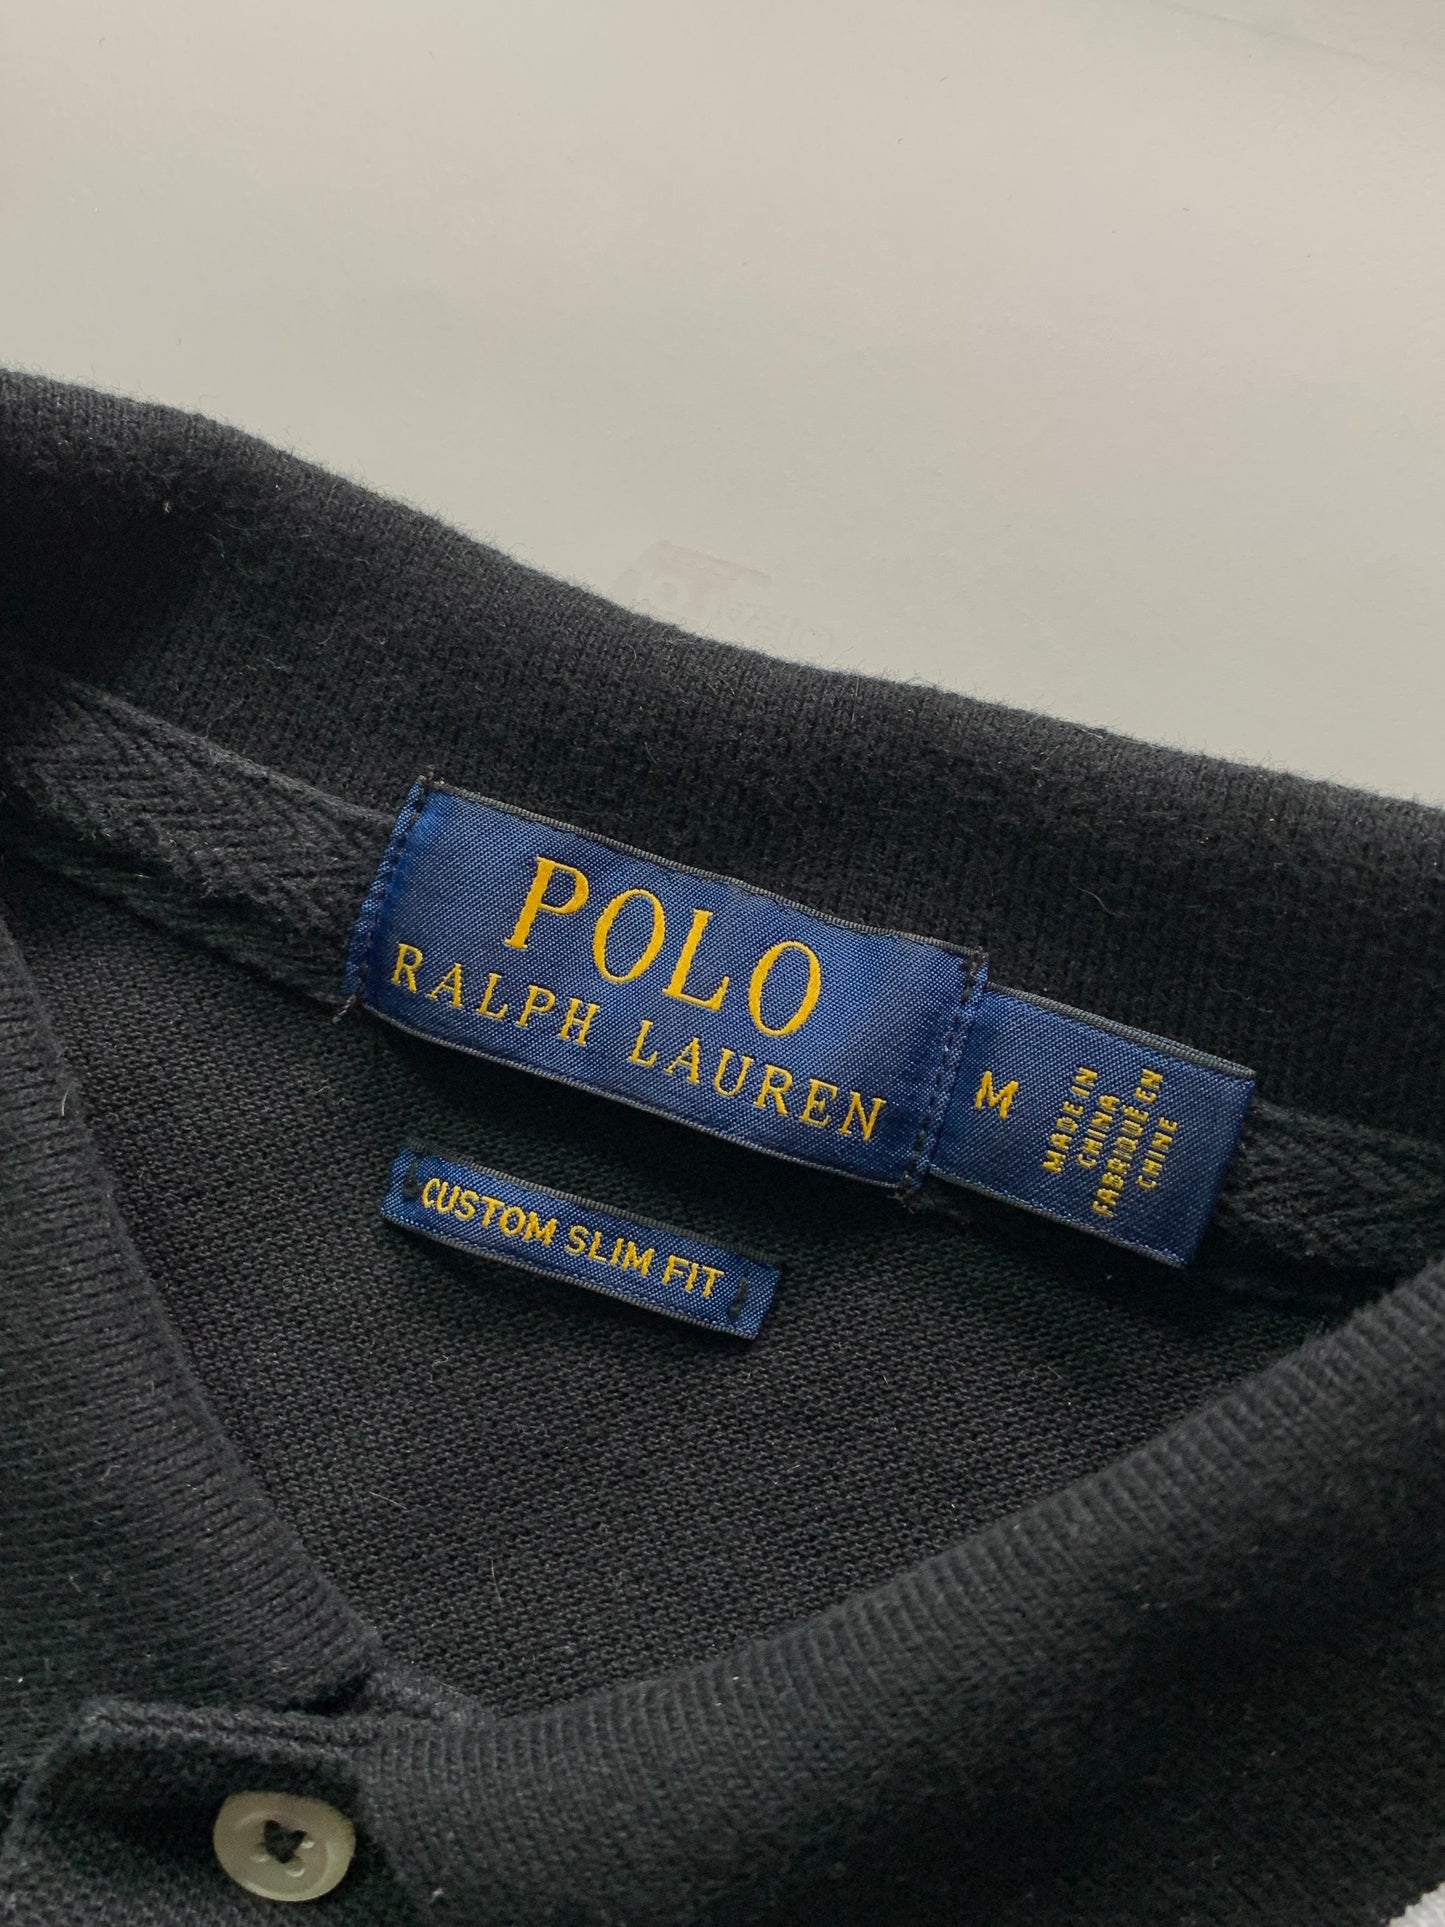 POLO
RALPH LAUREN
M
MADE IN
CHINA
FABRIQUÉ EN
CHINE
CUSTOM SLIM FIT